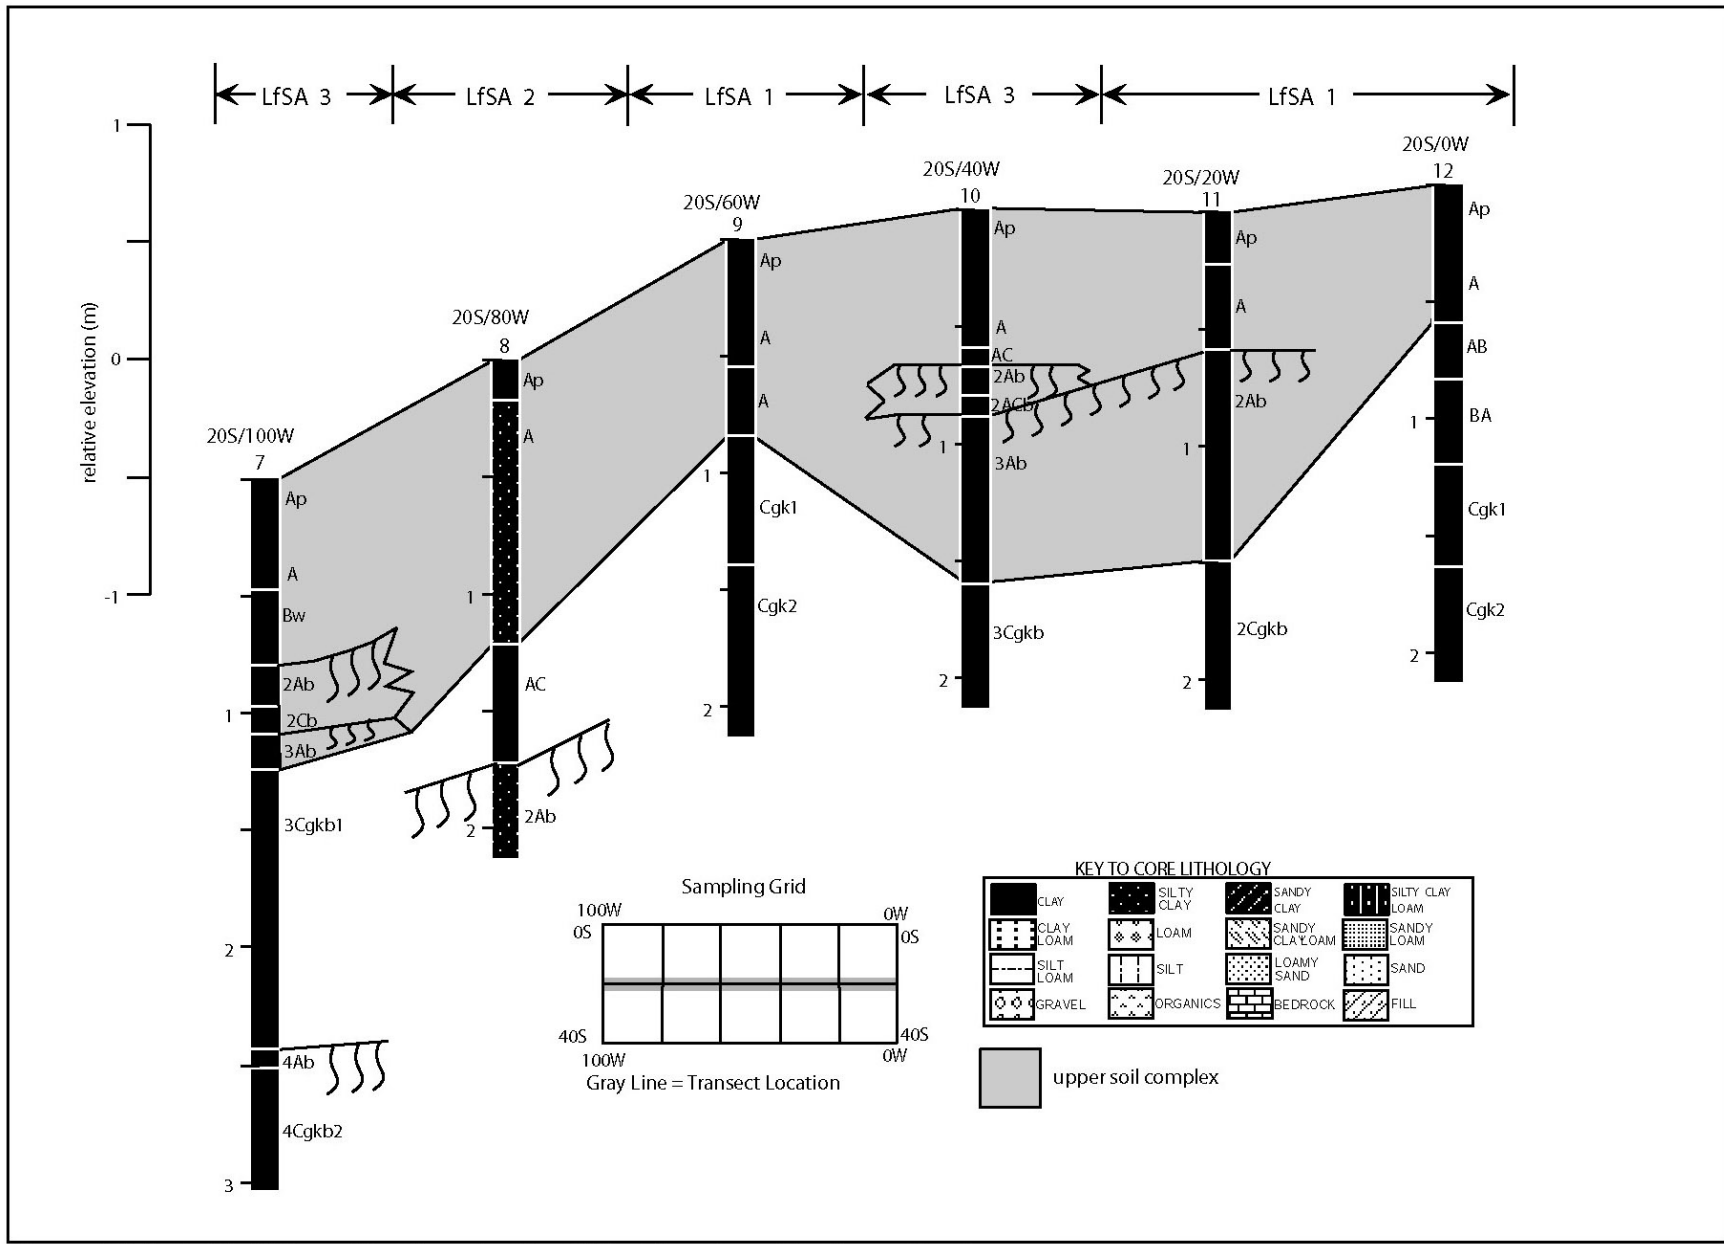 LfSA 3
LfSA 2
LfSA 1
LfSA 3
LfSA 1
relative elevation (m)
1
0
-1
20S/100W
7
Ap
A
Bw
2Ab
2Cb
3Ab
3Cgkb1
4Ab
4Cgkb2
1
2
3
20S/80W
8
Ap
A
AC
2Ab
1
2
20S/60W
9
Ap
A
A
Cgk1
Cgk2
1
2
20S/40W
10
Ap
A
AC
2Ab
2ACb
3Ab
3Cgkb
1
2
20S/20W
11
Ap
A
2Ab
2Cgkb
1
2
20S/0W
12
Ap
A
AB
BA
Cgk1
Cgk2
1
2
Sampling Grid
100W
0W
0S
0S
40S
40S
100W
0W
Gray Line = Transect Location
KEY TO CORE LITHOLOGY
CLAY
SILTY
CLAY
SANDY
CLAY
SILTY CLAY
LOAM
CLAY
LOAM
LOAM
SANDY
CLAY LOAM
SANDY
LOAM
SILT
LOAM
SILT
LOAMY
SAND
SAND
GRAVEL
ORGANICS
BEDROCK
FILL
upper soil complex